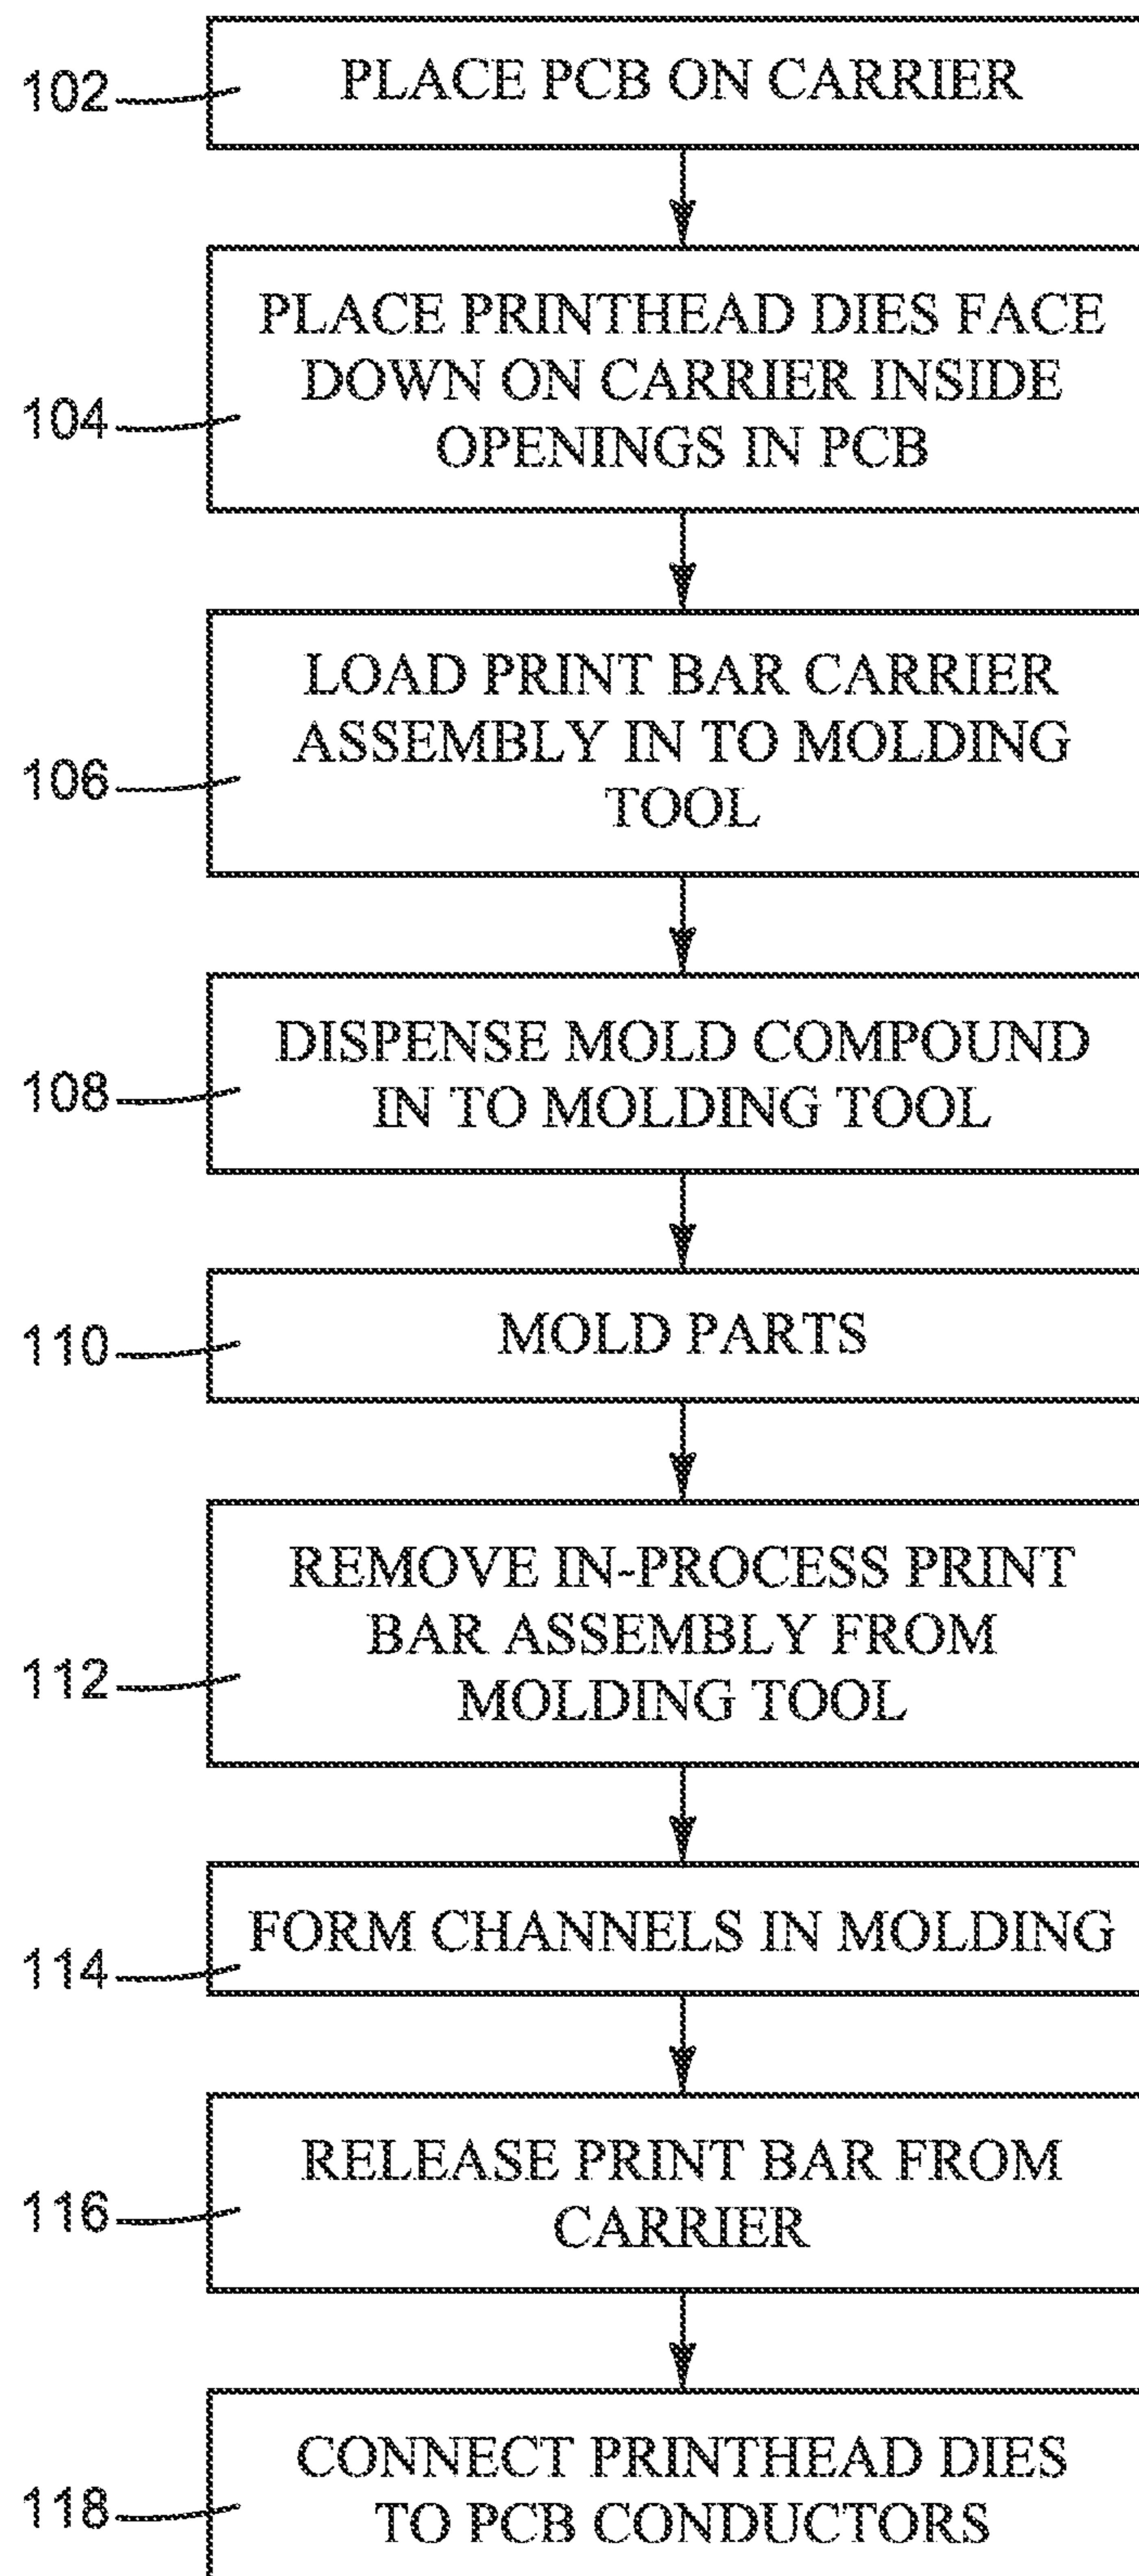 102
PLACE PCB ON CARRIER
104
PLACE PRINTHEAD DIES FACE
DOWN ON CARRIER INSIDE
OPENINGS IN PCB
106
LOAD PRINT BAR CARRIER
ASSEMBLY IN TO MOLDING
TOOL
108
DISPENSE MOLD COMPOUND
IN TO MOLDING TOOL
110
MOLD PARTS
112
REMOVE IN-PROCESS PRINT
BAR ASSEMBLY FROM
MOLDING TOOL
114
FORM CHANNELS IN MOLDING
116
RELEASE PRINT BAR FROM
CARRIER
118
CONNECT PRINTHEAD DIES
TO PCB CONDUCTORS